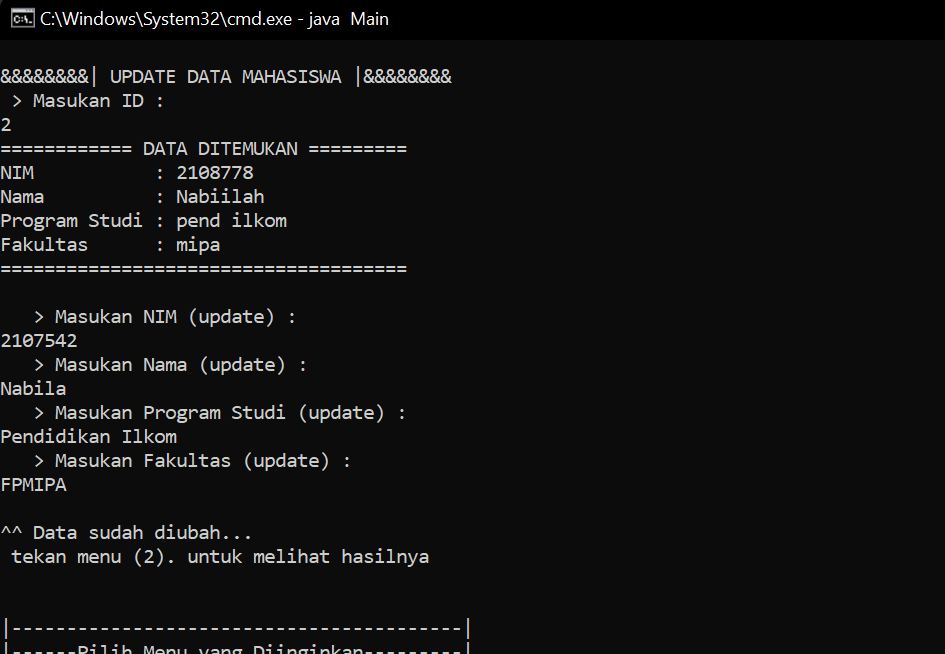 C:\Windows\System32\cmd.exe - java  Main
&&&&&&&&| UPDATE DATA MAHASISWA |&&&&&&&&
 > Masukan ID :
2
============ DATA DITEMUKAN =========
NIM           : 2108778
Nama          : Nabiilah
Program Studi : pend ilkom
Fakultas      : mipa
=====================================
   > Masukan NIM (update) :
2107542
   > Masukan Nama (update) :
Nabila
   > Masukan Program Studi (update) :
Pendidikan Ilkom
   > Masukan Fakultas (update) :
FPMIPA
^^ Data sudah diubah...
 tekan menu (2). untuk melihat hasilnya
|-----------------------------------------|
|------Pilih Menu yang Diinginkan---------|